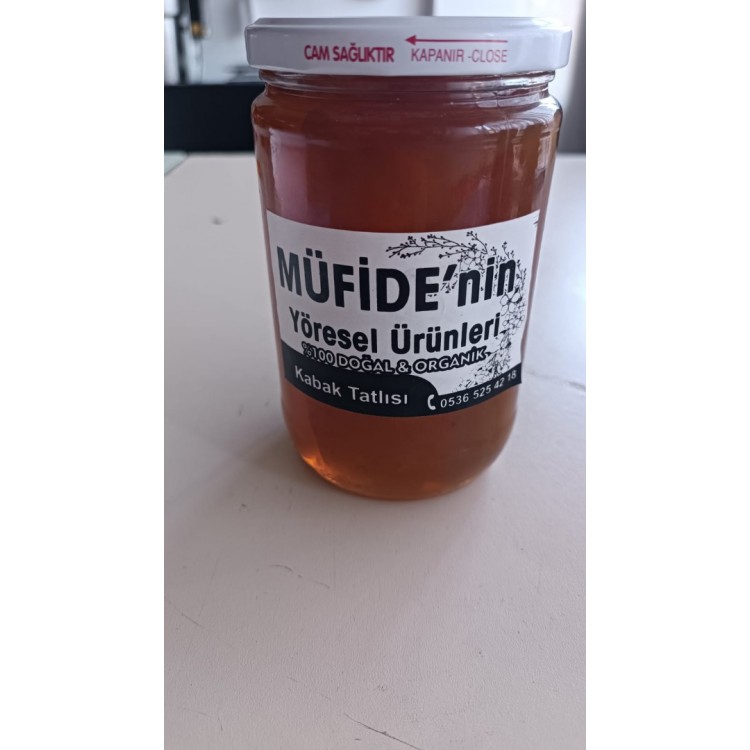 CAM SAĞLIKTIR KAPANIR -CLOSE
MÜFİDE'nin
Yöresel Ürünleri
%100 DOĞAL & ORGANİK
Kabak Tatlısı
0536 525 42 18